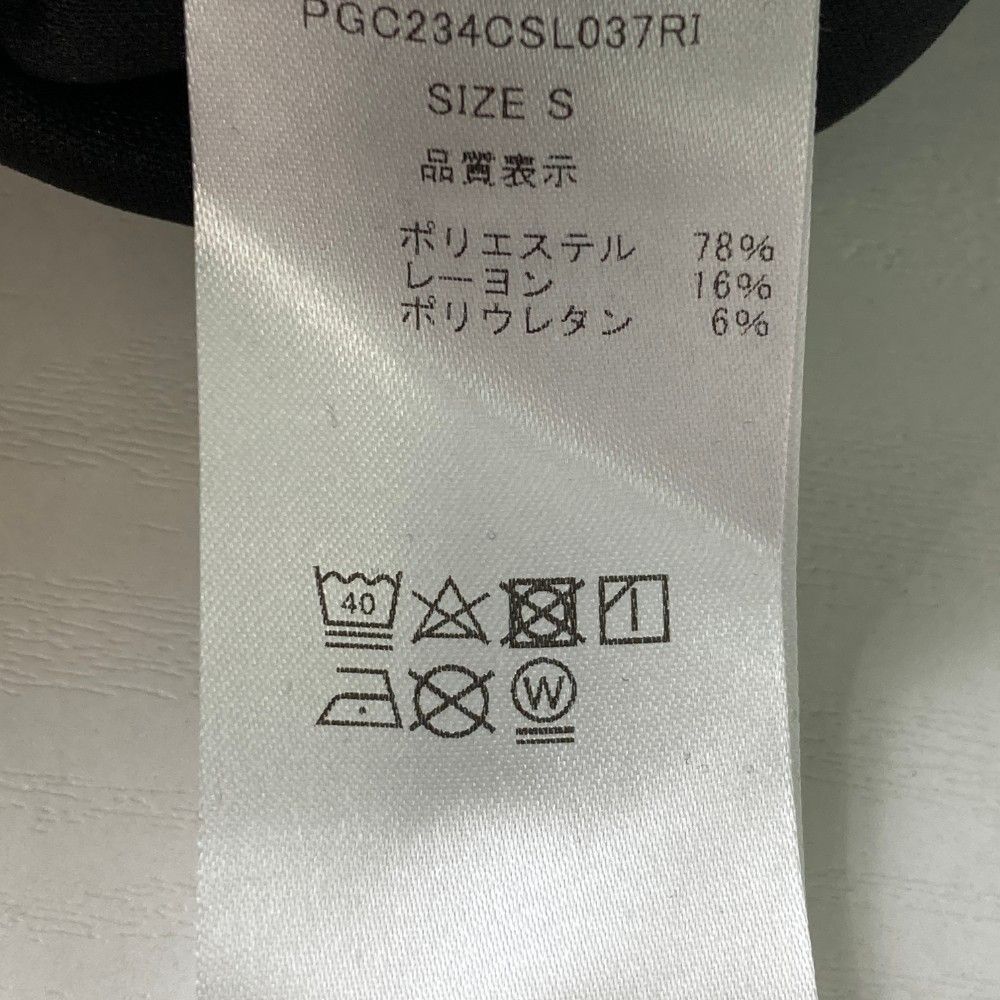 PGC234CSL037RI
SIZE S
品質表示
ポリエステル 78%
レーヨン 16%
ポリウレタン 6%
40
W